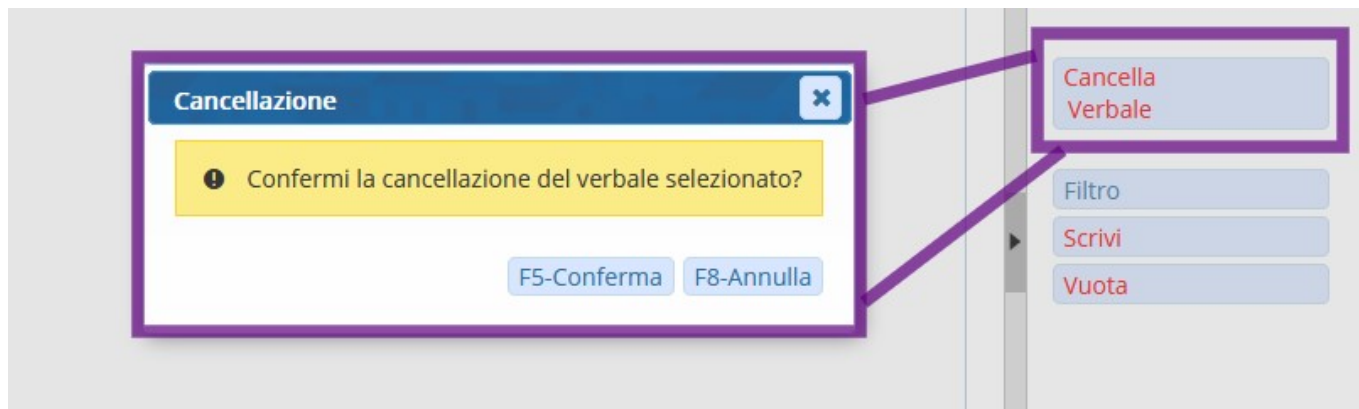 Cancellazione
Confermi la cancellazione del verbale selezionato?
F5-Conferma F8-Annulla
Cancella
Verbale
Filtro
Scrivi
Vuota